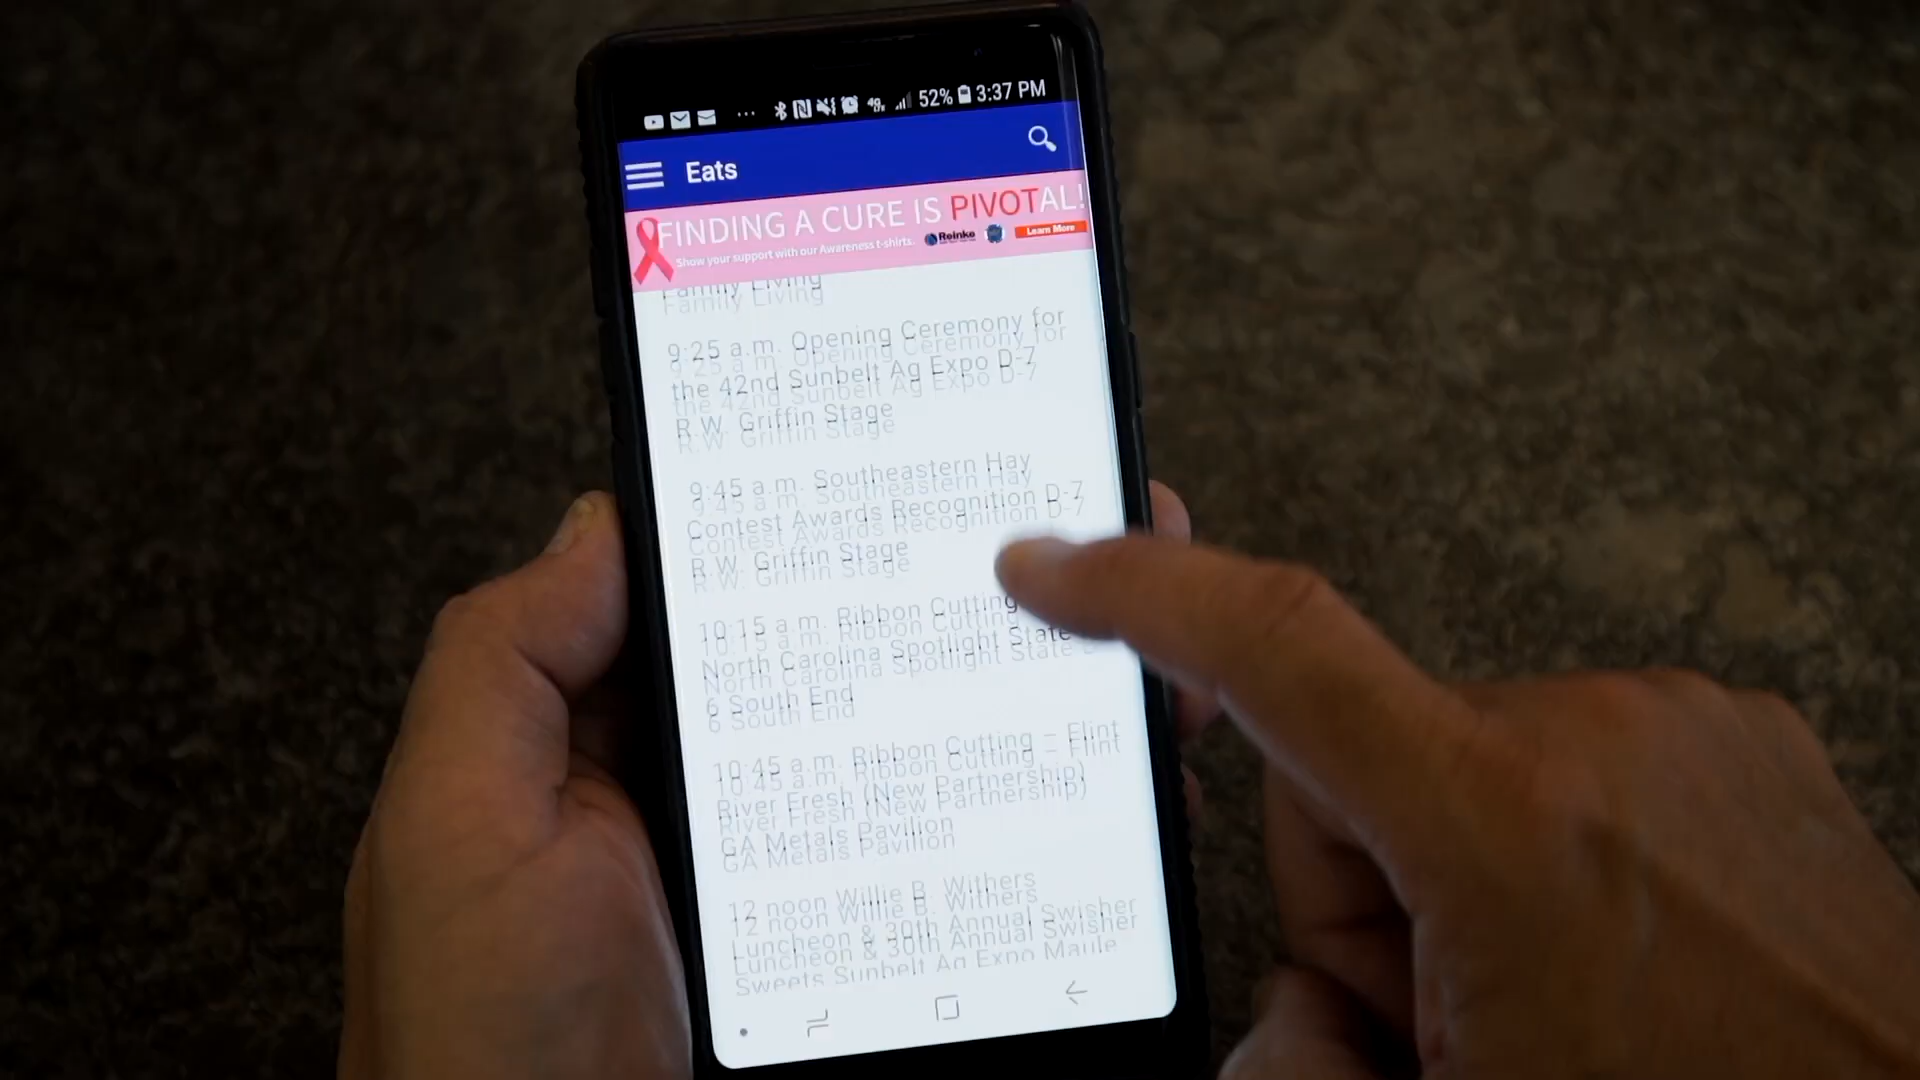 52% 3:37 PM
Eats
FINDING A CURE IS PIVOTAL!
Show your support with our Awareness t-shirts.
Reinke
Learn More
Family Living
9:25 a.m. Opening Ceremony for
the 42nd Sunbelt Ag Expo D-7
R.W. Griffin Stage
9:45 a.m. Southeastern Hay
Contest Awards Recognition D-7
R.W. Griffin Stage
10:15 a.m. Ribbon Cutting
North Carolina Spotlight State
6 South End
10:45 a.m. Ribbon Cutting – Flint
River Fresh (New Partnership)
GA Metals Pavilion
12 noon Willie B. Withers
Luncheon & 30th Annual Swisher
Sweets Sunbelt Ag Expo Maule